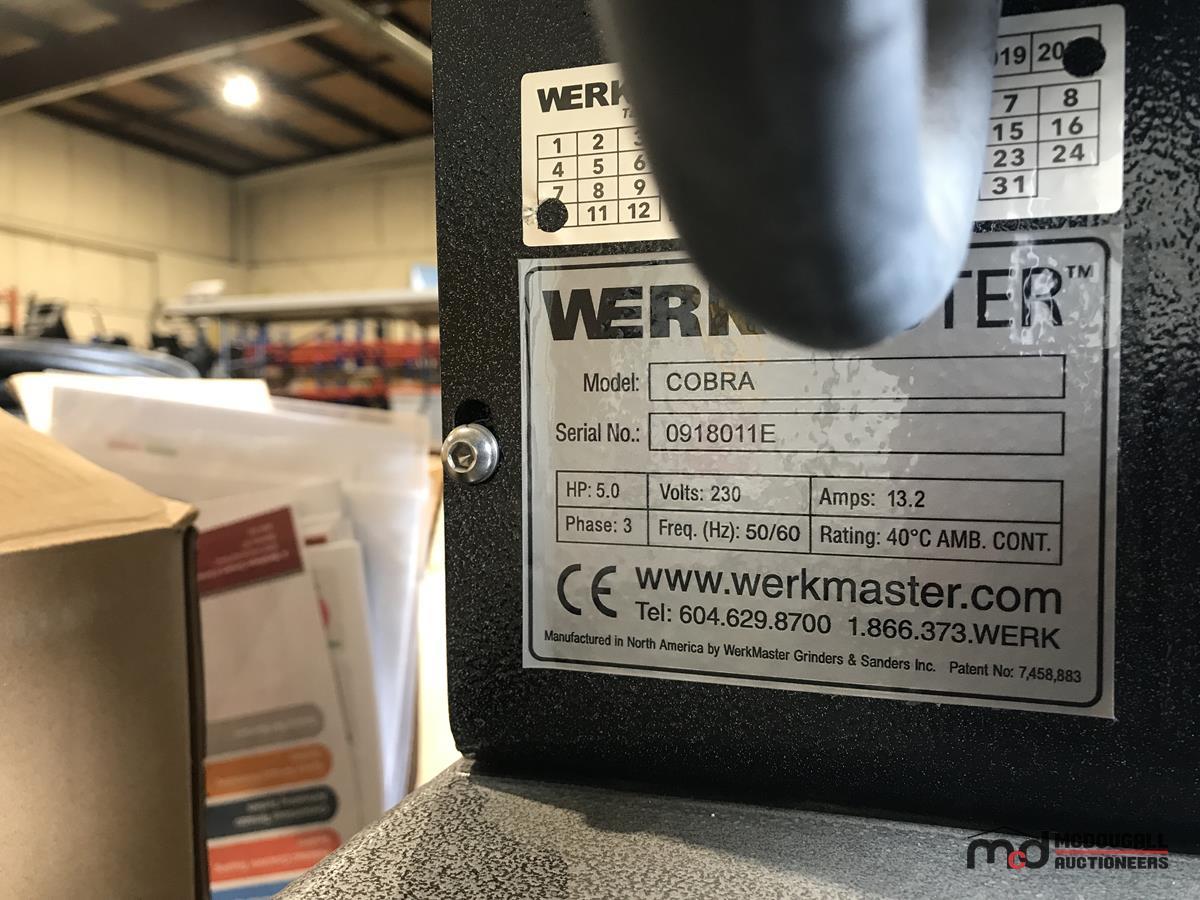 WERK
019 20
1 2 3
4 5 6
7 8 9
11 12
7 8
15 16
23 24
31
WERK STER™
Model: COBRA
Serial No.: 0918011E
HP: 5.0 Volts: 230 Amps: 13.2
Phase: 3 Freq. (Hz): 50/60 Rating: 40°C AMB. CONT.
CE www.werkmaster.com
Tel: 604.629.8700 1.866.373.WERK
Manufactured in North America by WerkMaster Grinders & Sanders Inc. Patent No: 7,458,883
mcd MCDOUGALL
AUCTIONEERS